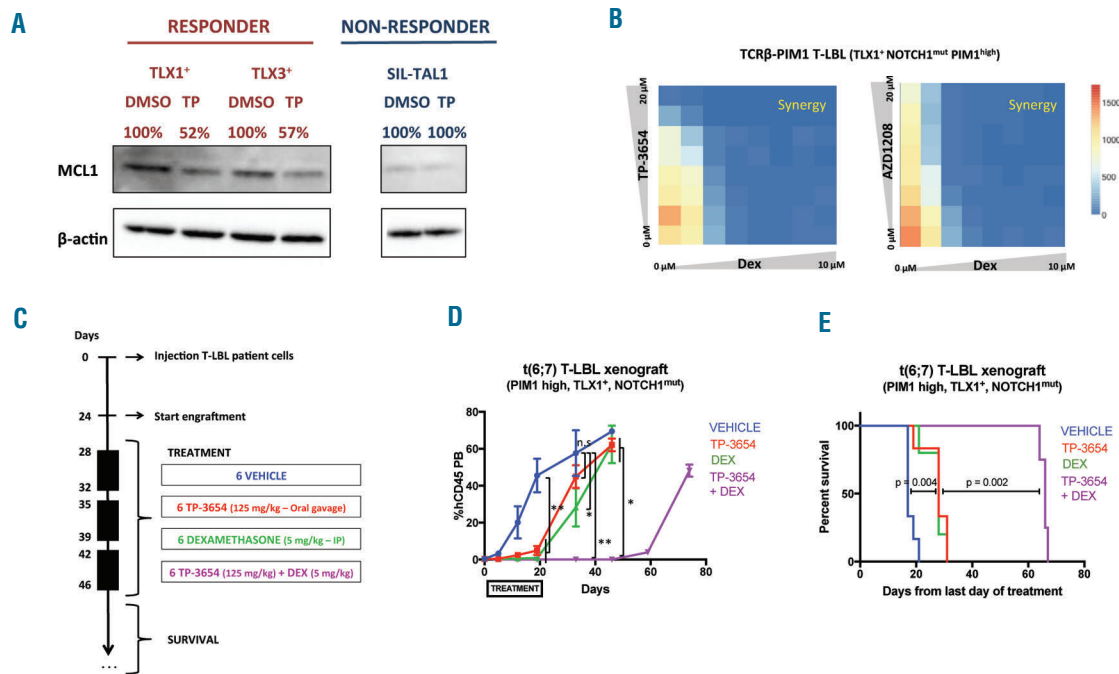 A
RESPONDER
NON-RESPONDER
TLX1+
TLX3+
SIL-TAL1
DMSO TP DMSO TP
DMSO TP
100% 52% 100% 57%
100% 100%
MCL1
β-actin
B
TCRβ-PIM1 T-LBL (TLX1+ NOTCH1mut PIM1high)
20 μM
TP-3654
0 μM
Synergy
0 μM
Dex
10 μM
20 μM
AZD1208
0 μM
Synergy
0 μM
Dex
10 μM
1500
1000
500
0
C
Days
0
Injection T-LBL patient cells
24
Start engraftment
28
TREATMENT
6 VEHICLE
32
35
6 TP-3654 (125 mg/kg – Oral gavage)
39
6 DEXAMETHASONE (5 mg/kg – IP)
42
6 TP-3654 (125 mg/kg) + DEX (5 mg/kg)
46
SURVIVAL
...
D
t(6;7) T-LBL xenograft
(PIM1 high, TLX1+, NOTCH1mut)
%hCD45 PB
80
60
40
20
0
n.s
**
*
**
*
VEHICLE
TP-3654
DEX
TP-3654
+ DEX
0 20 40 60 80
TREATMENT
Days
E
t(6;7) T-LBL xenograft
(PIM1 high, TLX1+, NOTCH1mut)
Percent survival
100
50
0
p = 0.004
p = 0.002
VEHICLE
TP-3654
DEX
TP-3654
+ DEX
0 20 40 60 80
Days from last day of treatment